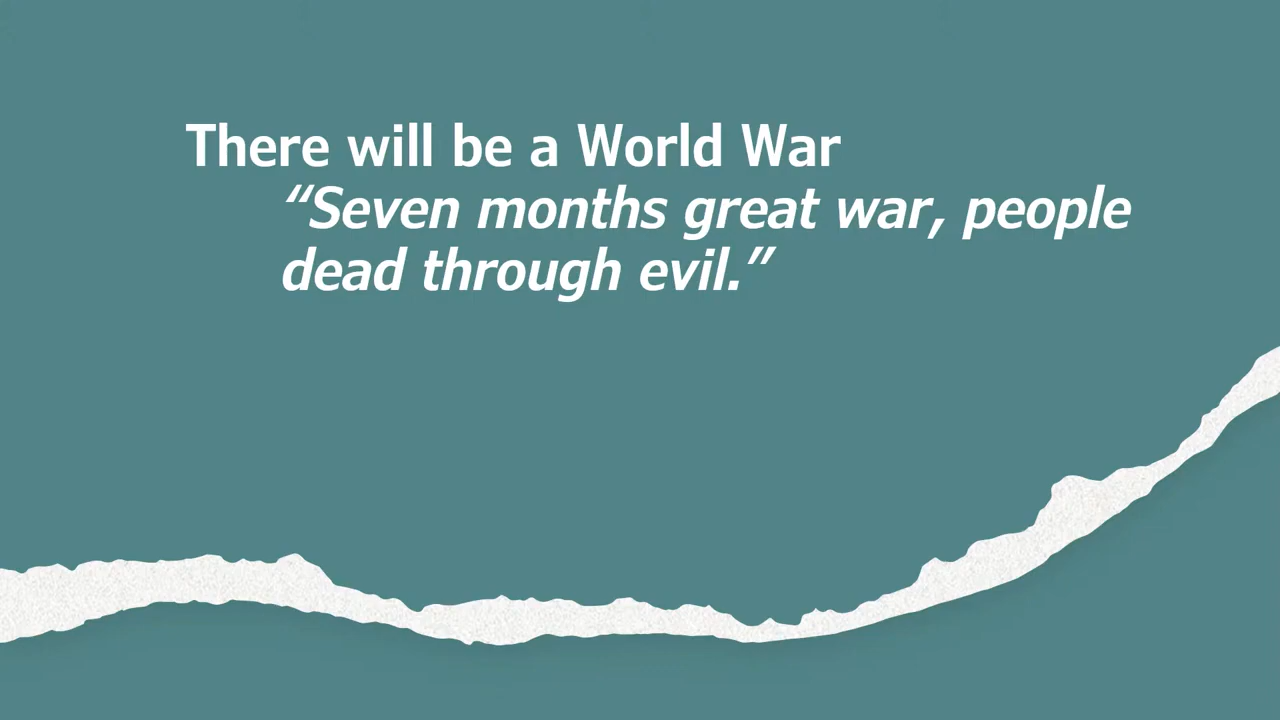 There will be a World War
“Seven months great war, people
dead through evil.”